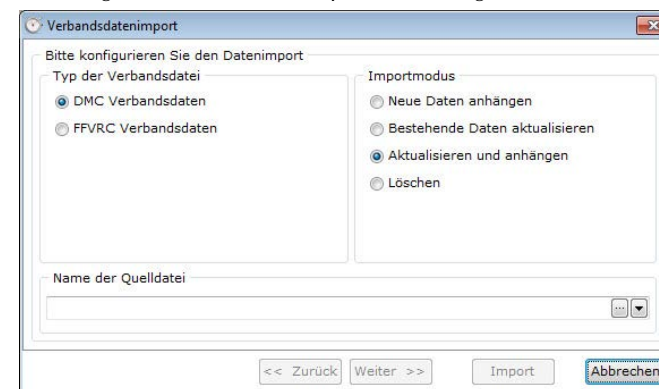 Verbandsdatenimport
Bitte konfigurieren Sie den Datenimport
Typ der Verbandsdatei
DMC Verbandsdaten
FFVRC Verbandsdaten
Importmodus
Neue Daten anhängen
Bestehende Daten aktualisieren
Aktualisieren und anhängen
Löschen
Name der Quelldatei
...
<< Zurück Weiter >> Import Abbrechen